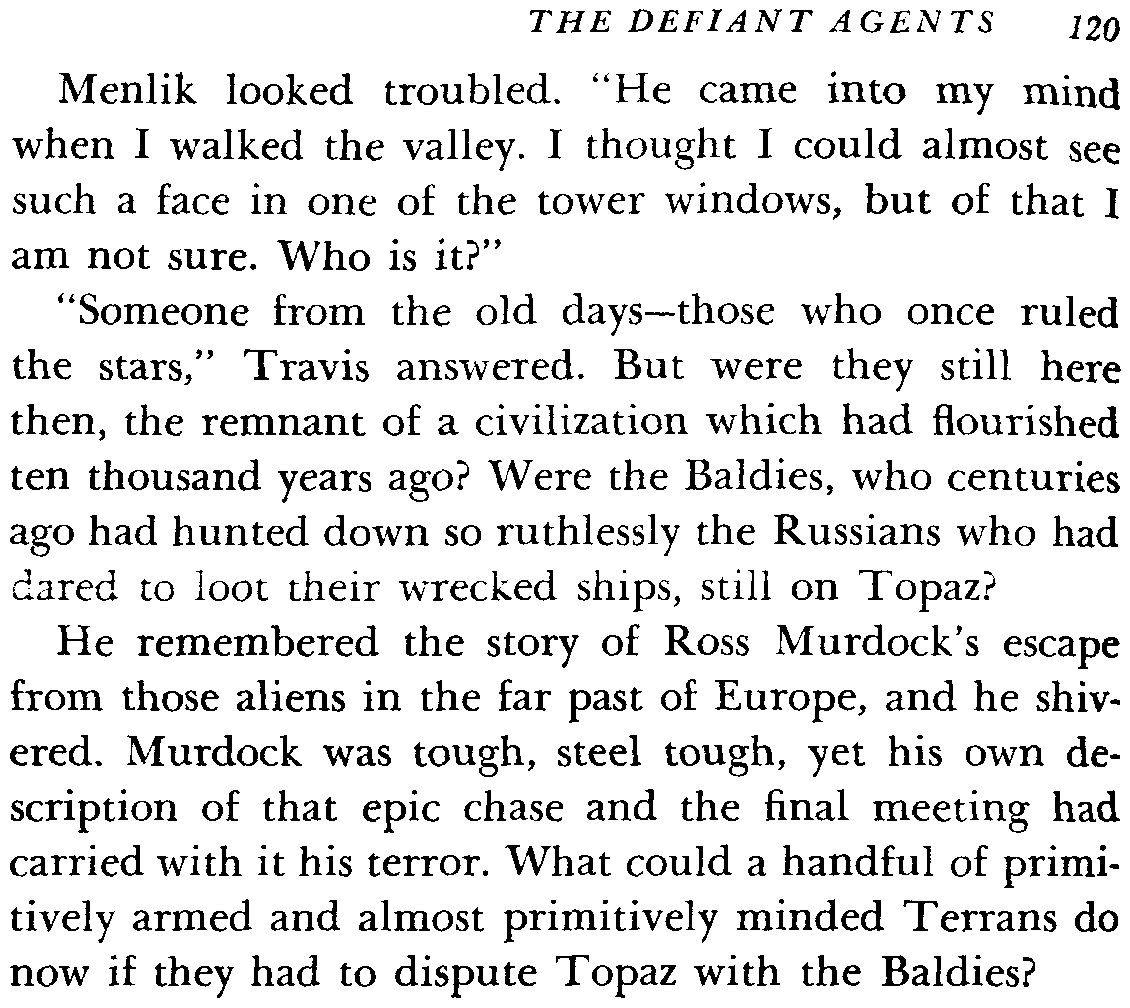 THE DEFIANT AGENTS 120
Menlik looked troubled. “He came into my mind
when I walked the valley. I thought I could almost see
such a face in one of the tower windows, but of that I
am not sure. Who is it?”
“Someone from the old days—those who once ruled
the stars,” Travis answered. But were they still here
then, the remnant of a civilization which had flourished
ten thousand years ago? Were the Baldies, who centuries
ago had hunted down so ruthlessly the Russians who had
dared to loot their wrecked ships, still on Topaz?
He remembered the story of Ross Murdock’s escape
from those aliens in the far past of Europe, and he shiv-
ered. Murdock was tough, steel tough, yet his own de-
scription of that epic chase and the final meeting had
carried with it his terror. What could a handful of primi-
tively armed and almost primitively minded Terrans do
now if they had to dispute Topaz with the Baldies?